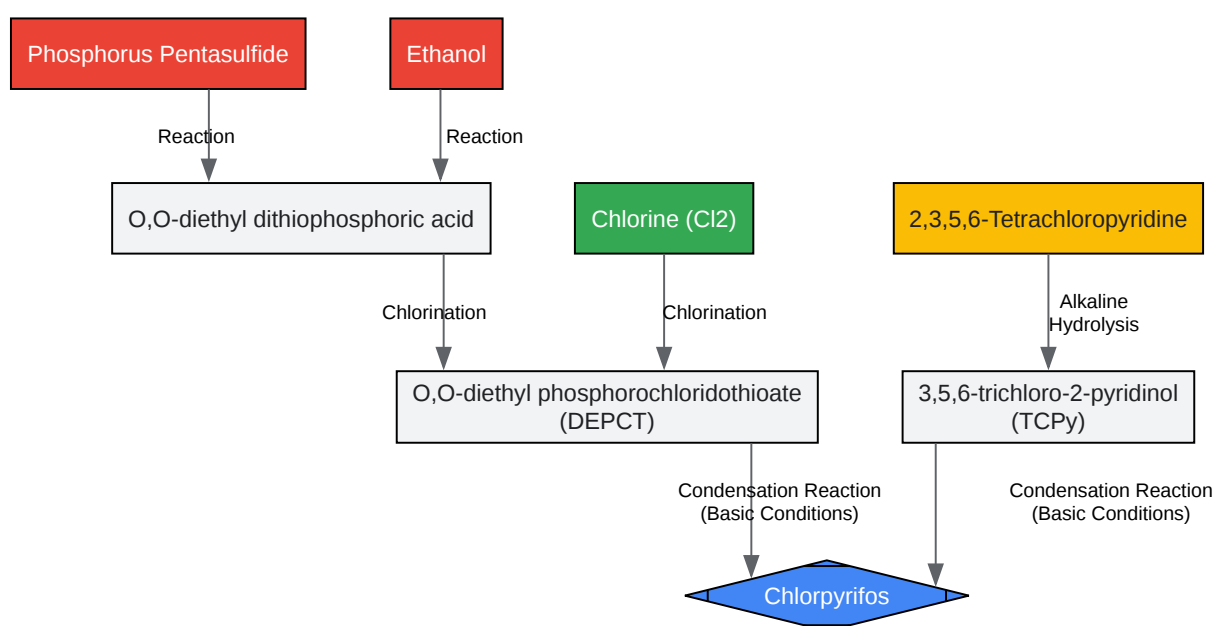 Phosphorus Pentasulfide
Ethanol
Reaction
Reaction
O,O-diethyl dithiophosphoric acid
Chlorine (Cl2)
2,3,5,6-Tetrachloropyridine
Chlorination
Chlorination
Alkaline
Hydrolysis
O,O-diethyl phosphorochloridothioate
(DEPCT)
3,5,6-trichloro-2-pyridinol
(TCPy)
Condensation Reaction
(Basic Conditions)
Condensation Reaction
(Basic Conditions)
Chlorpyrifos